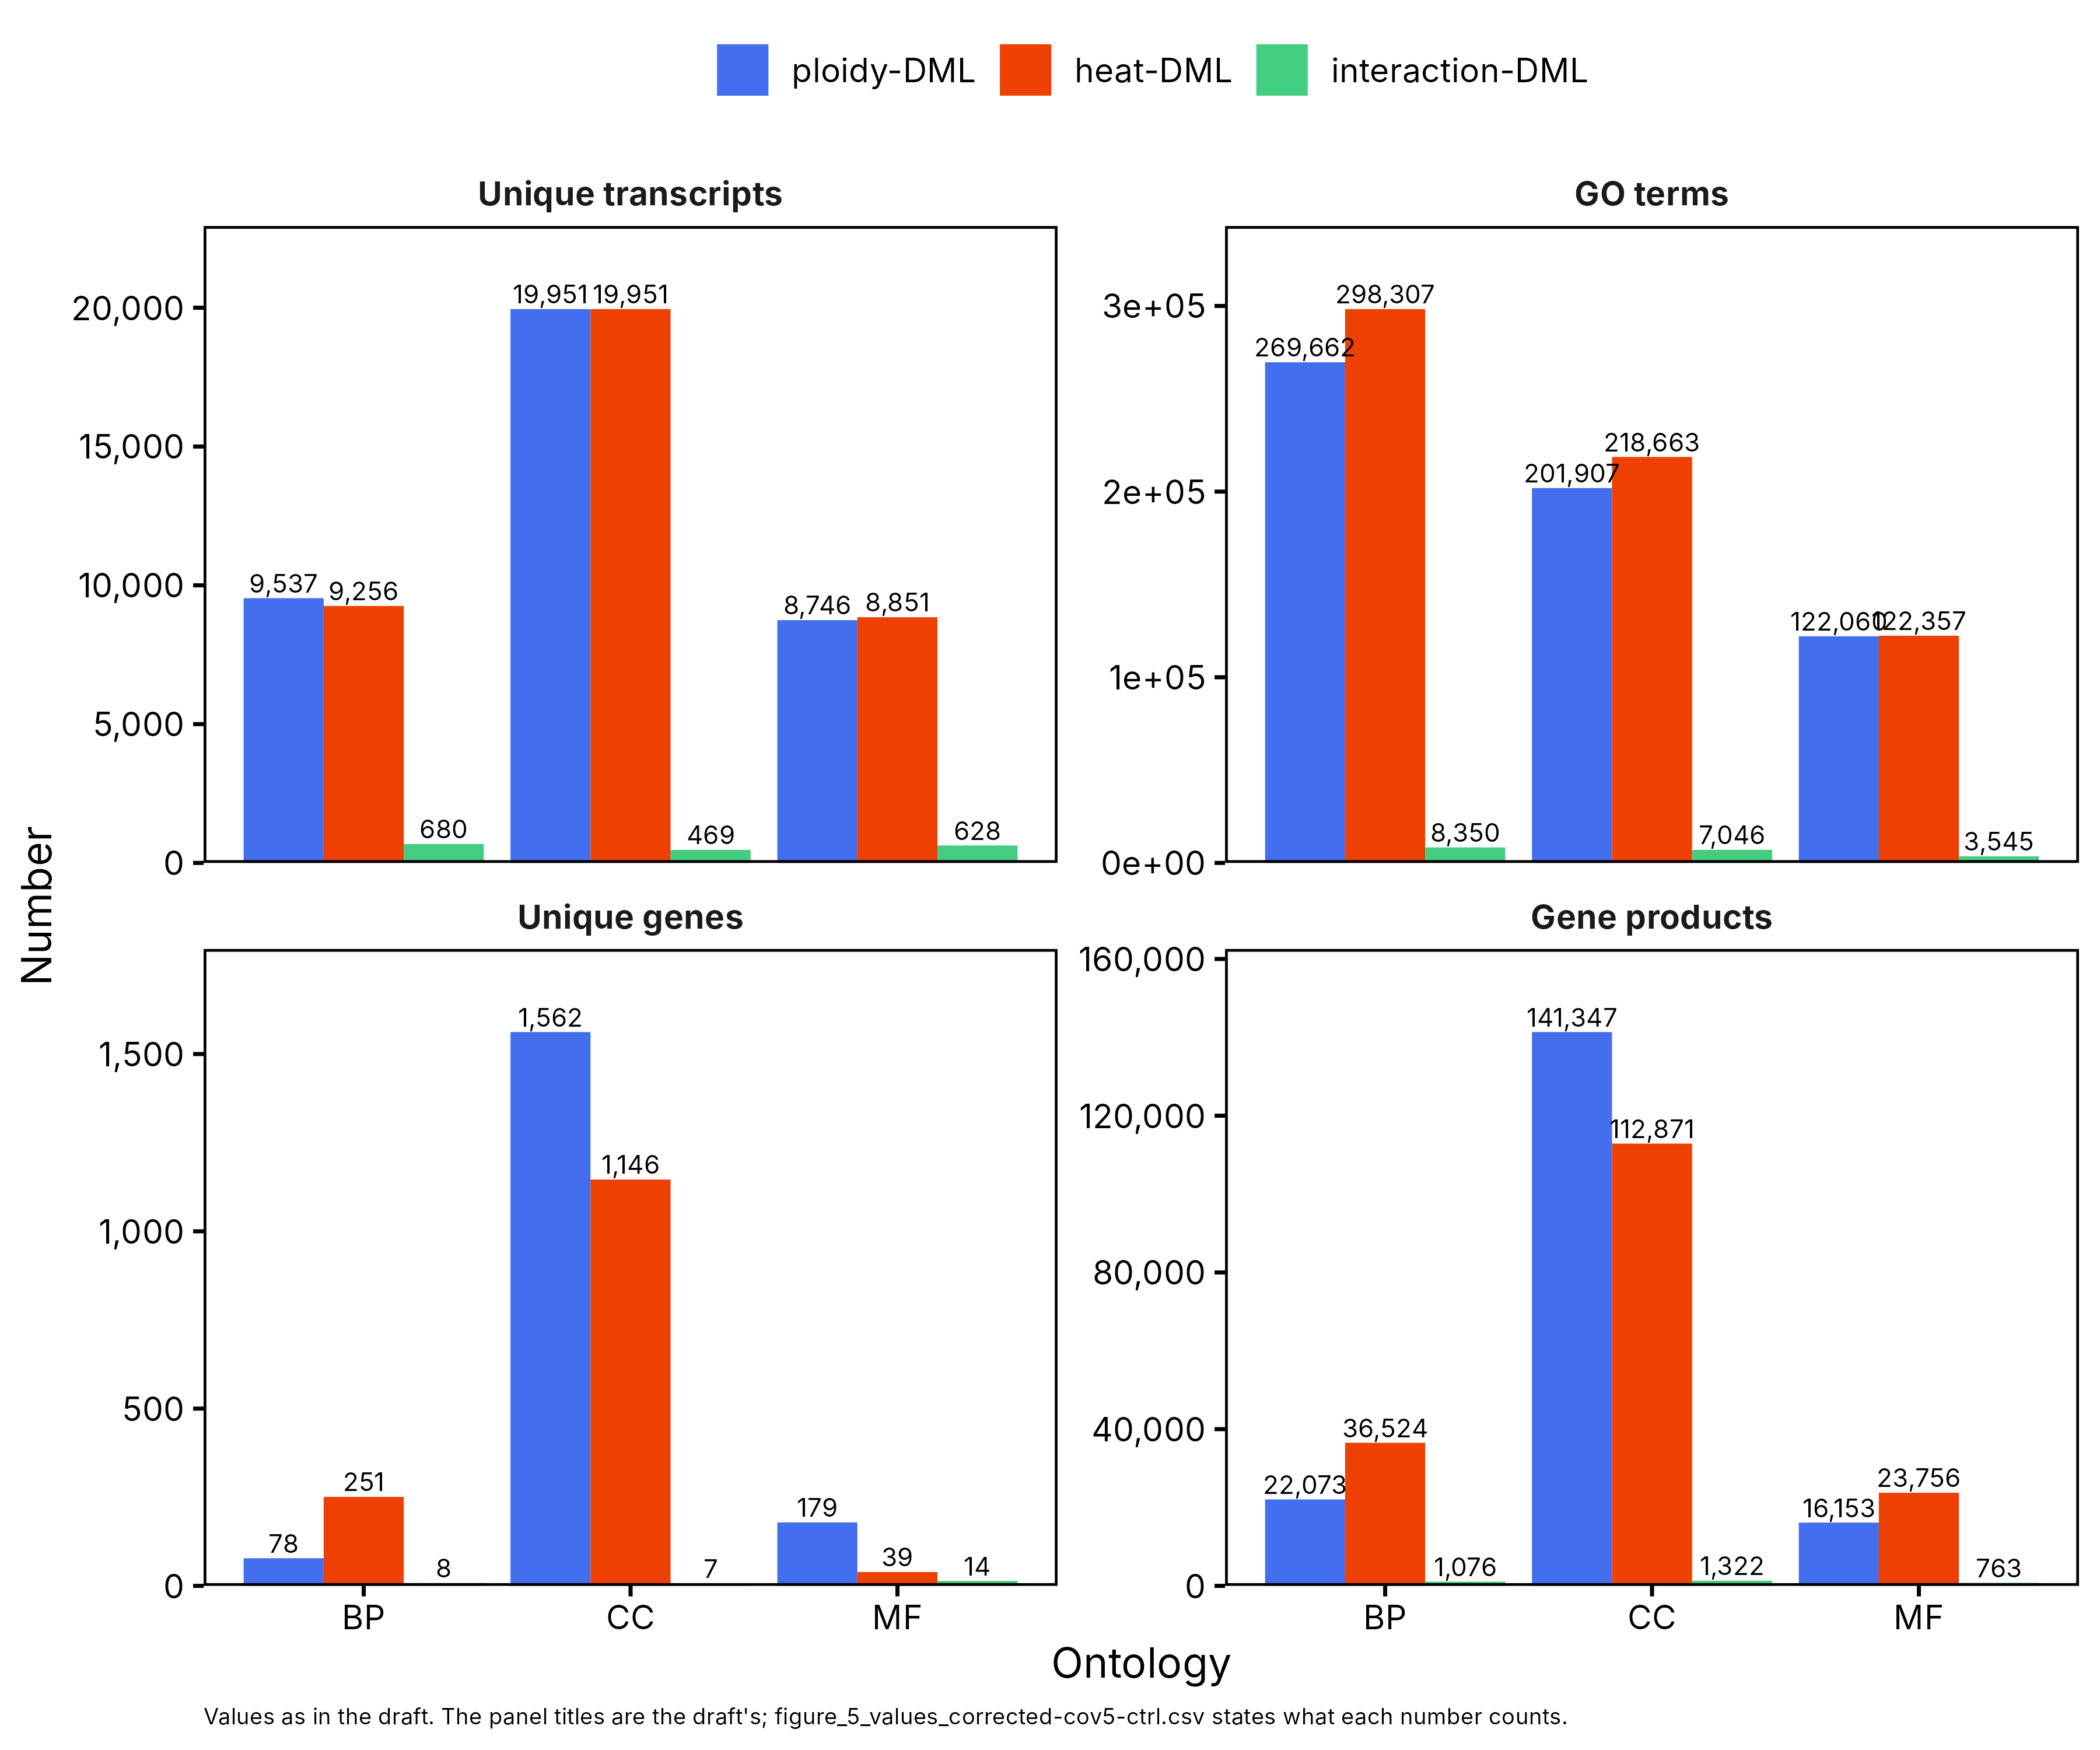 ploidy-DML heat-DML interaction-DML
Unique transcripts
20,000
15,000
10,000
5,000
0
9,537 9,256 680
19,951 19,951 469
8,746 8,851 628
GO terms
3e+05
2e+05
1e+05
0e+00
269,662 298,307 8,350
201,907 218,663 7,046
122,060 122,357 3,545
Number
Unique genes
1,500
1,000
500
0
78 251 8
1,562 1,146 7
179 39 14
BP CC MF
Gene products
160,000
120,000
80,000
40,000
0
22,073 36,524 1,076
141,347 112,871 1,322
16,153 23,756 763
BP CC MF
Ontology
Values as in the draft. The panel titles are the draft's; figure_5_values_corrected-cov5-ctrl.csv states what each number counts.